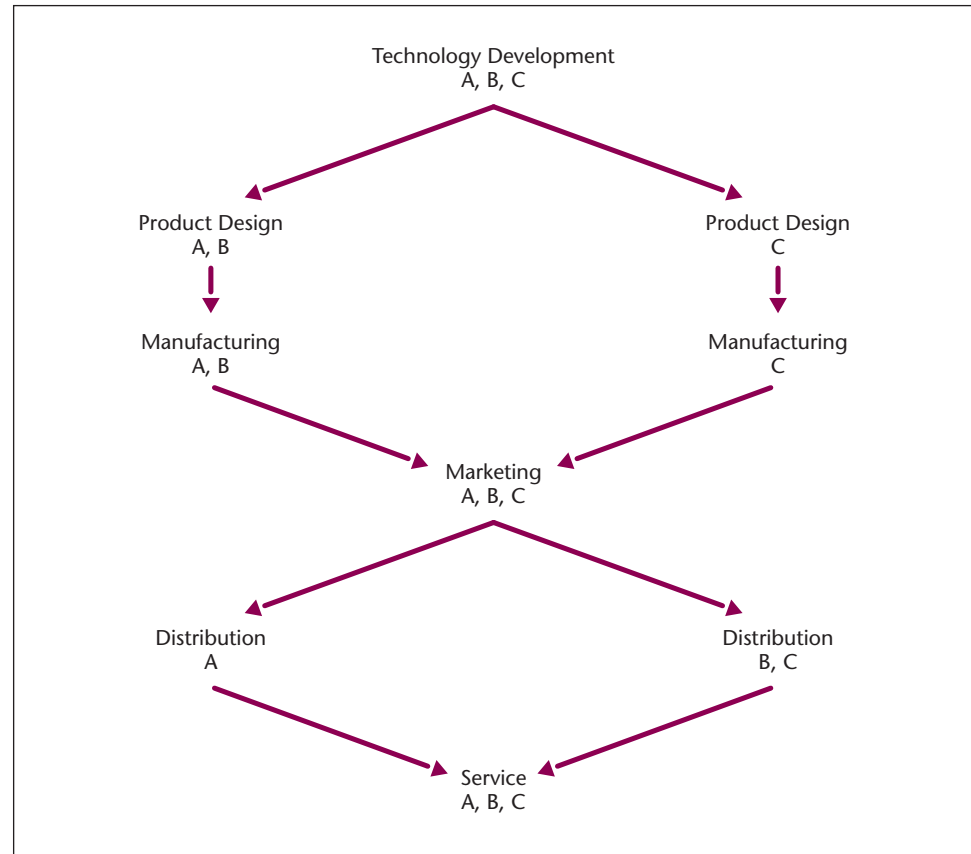 Technology Development
A, B, C
Product Design
A, B
Product Design
C
Manufacturing
A, B
Manufacturing
C
Marketing
A, B, C
Distribution
A
Distribution
B, C
Service
A, B, C